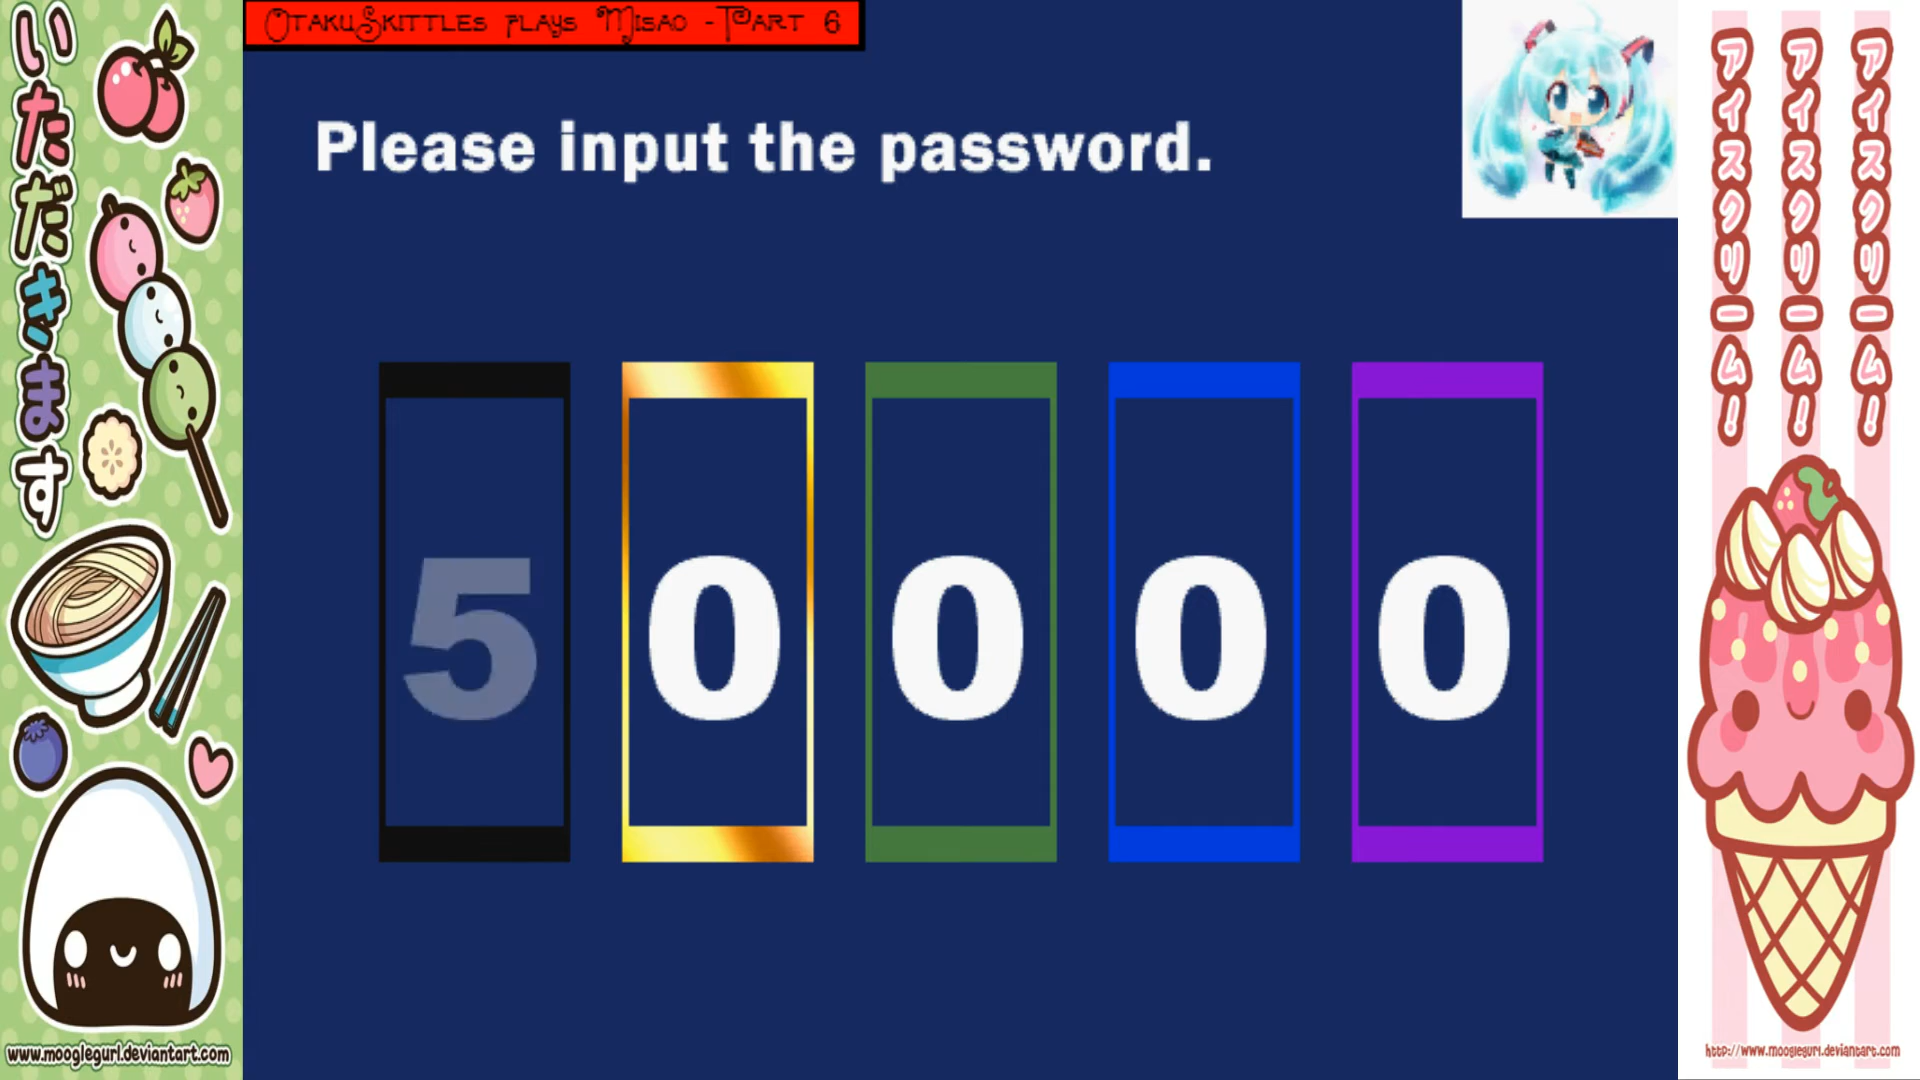 OtakuSkittles plays Misao - Part 6
Please input the password.
5 0 0 0 0
いただきます
www.mooglegurl.deviantart.com
アイスクリーム!
アイスクリーム!
アイスクリーム!
http://www.mooglegurl.deviantart.com